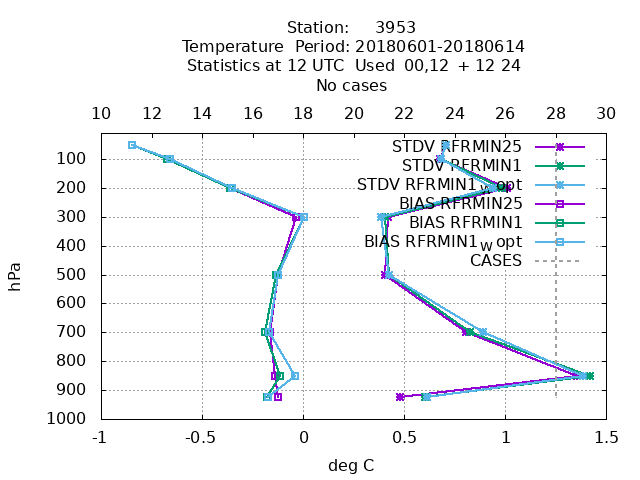 Station: 3953
Temperature Period: 20180601-20180614
Statistics at 12 UTC Used 00,12 + 12 24
No cases
10 12 14 16 18 20 22 24 26 28 30
STDV RFRMIN25
STDV RFRMIN1
STDV RFRMIN1w opt
BIAS RFRMIN25
BIAS RFRMIN1
BIAS RFRMIN1w opt
CASES
hPa
100
200
300
400
500
600
700
800
900
1000
-1 -0.5 0 0.5 1 1.5
deg C